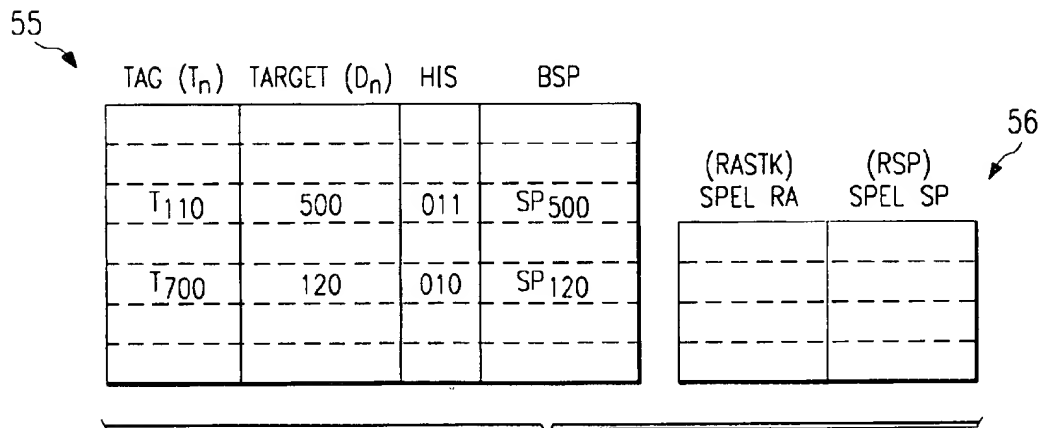 55
TAG (Tn) TARGET (Dn) HIS BSP
56
(RASTK) (RSP)
SPEL RA SPEL SP
T110 500 011 SP500
T700 120 010 SP120